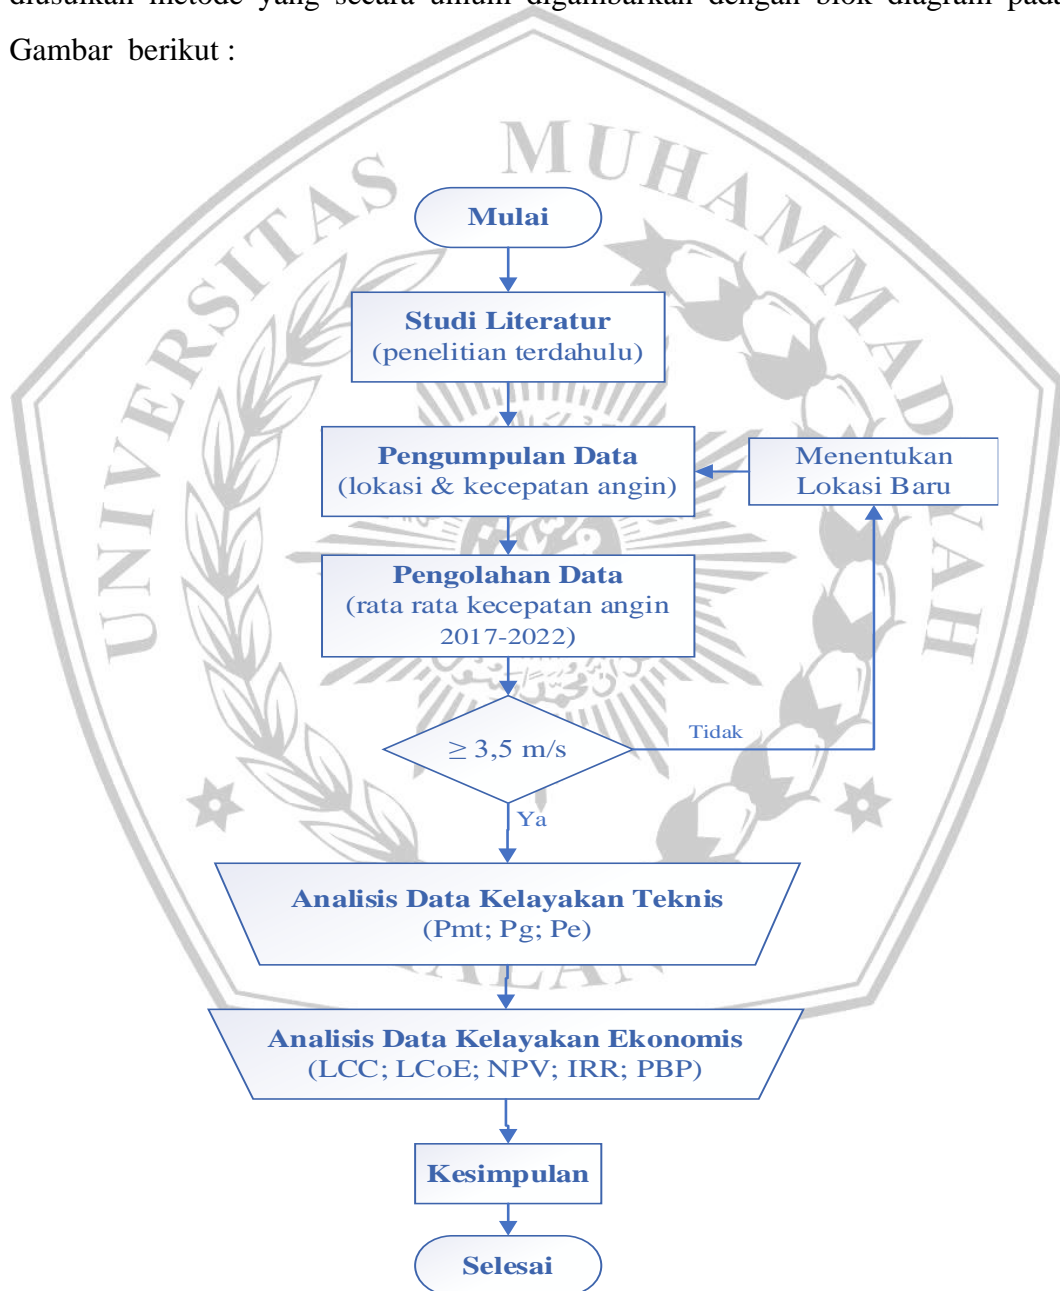 diusulkan metode yang secara umum digambarkan dengan blok diagram pada
Gambar berikut :
UNIVERSITAS MUHAMMADIYAH
MALANG
Mulai
Studi Literatur
(penelitian terdahulu)
Pengumpulan Data
(lokasi & kecepatan angin)
Menentukan
Lokasi Baru
Pengolahan Data
(rata rata kecepatan angin
2017-2022)
≥ 3,5 m/s
Tidak
Ya
Analisis Data Kelayakan Teknis
(Pmt; Pg; Pe)
Analisis Data Kelayakan Ekonomis
(LCC; LCoE; NPV; IRR; PBP)
Kesimpulan
Selesai